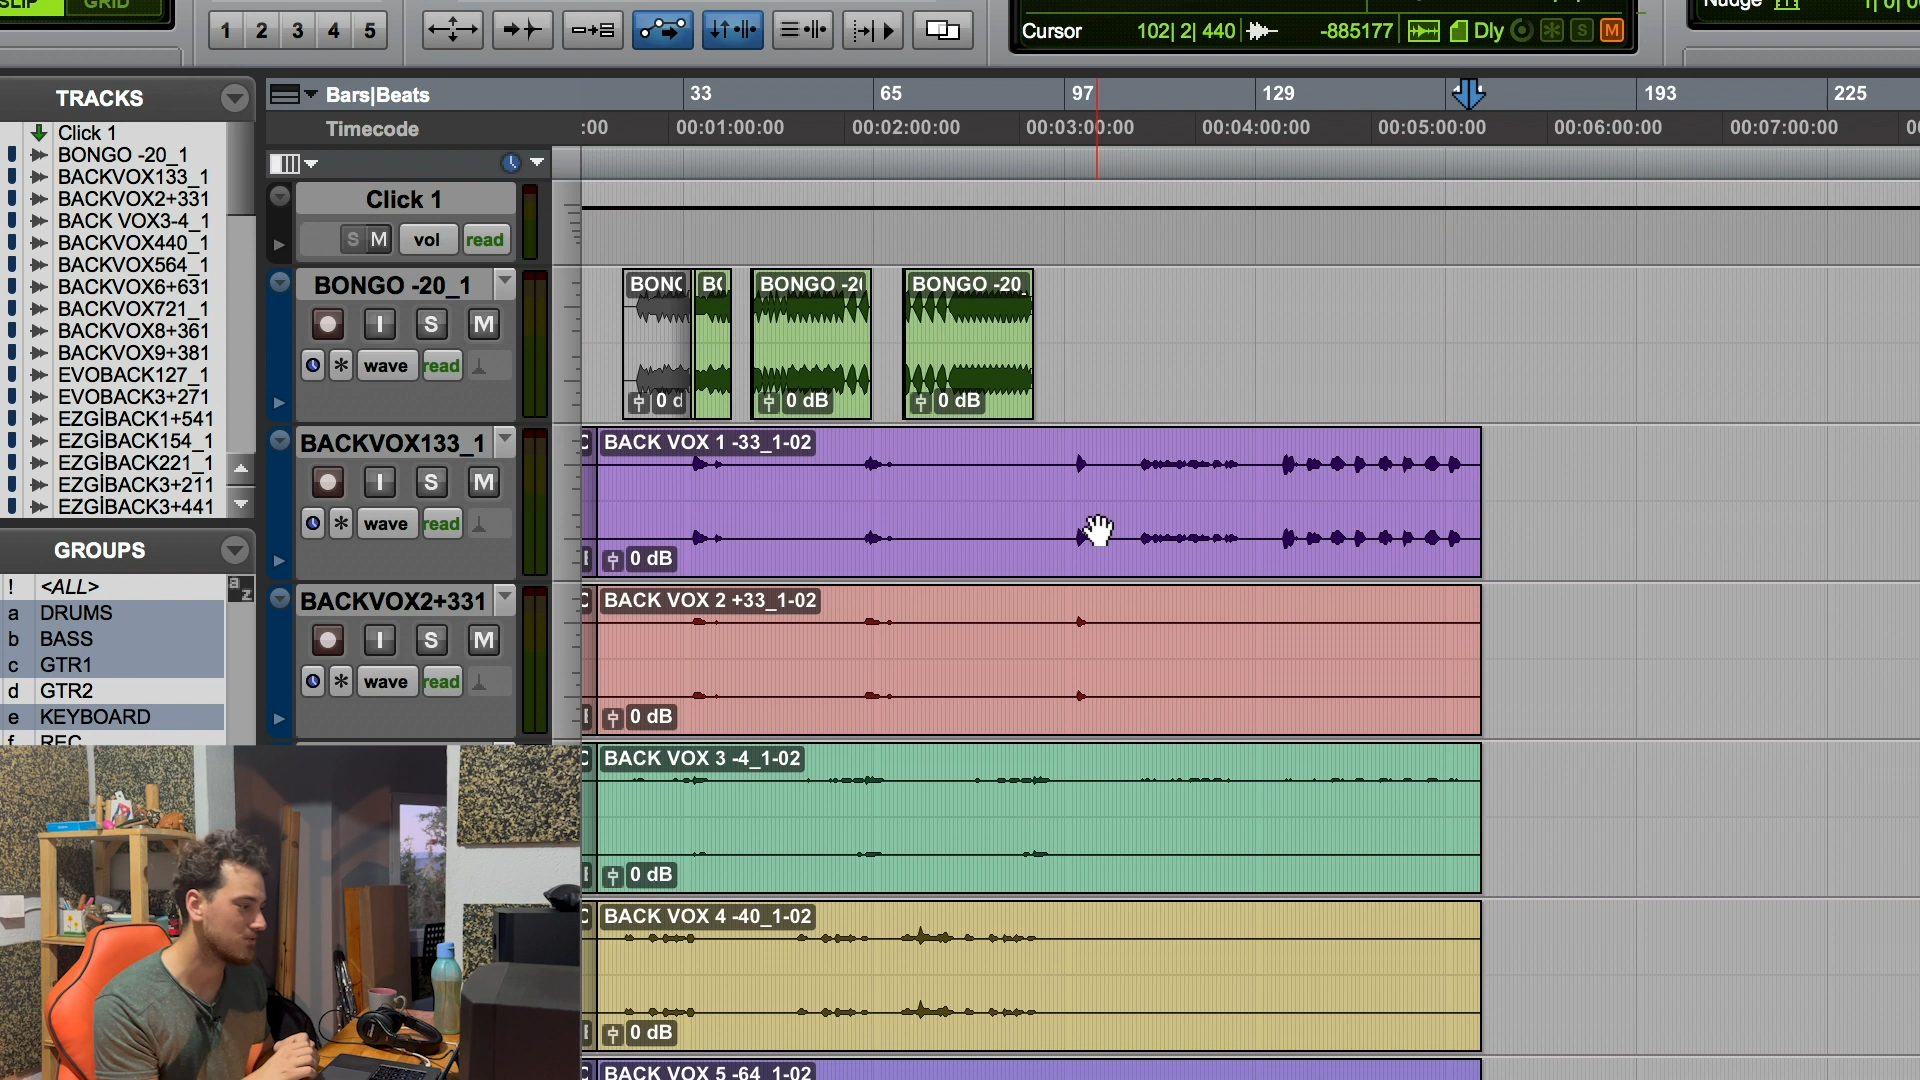 SLIP
GRID
1 2 3 4 5
Cursor 102| 2| 440 -885177 Dly S M
Nudge
TRACKS
Click 1
BONGO -20_1
BACKVOX133_1
BACKVOX2+331
BACK VOX3-4_1
BACKVOX440_1
BACKVOX564_1
BACKVOX6+631
BACKVOX721_1
BACKVOX8+361
BACKVOX9+381
EVOBACK127_1
EVOBACK3+271
EZGİBACK1+541
EZGİBACK154_1
EZGİBACK221_1
EZGİBACK3+211
EZGİBACK3+441
GROUPS
! <ALL>
a DRUMS
b BASS
c GTR1
d GTR2
e KEYBOARD
f REC
a z
Bars|Beats 33 65 97 129 193 225
Timecode :00 00:01:00:00 00:02:00:00 00:03:00:00 00:04:00:00 00:05:00:00 00:06:00:00 00:07:00:00
Click 1
S M vol read
BONGO -20_1
I S M
wave read
BONG BO BONGO -20 BONGO -20_
0 d 0 dB 0 dB
BACKVOX133_1
I S M
wave read
BACK VOX 1 -33_1-02
0 dB
BACKVOX2+331
I S M
wave read
BACK VOX 2 +33_1-02
0 dB
BACK VOX 3 -4_1-02
0 dB
BACK VOX 4 -40_1-02
0 dB
BACK VOX 5 -64_1-02